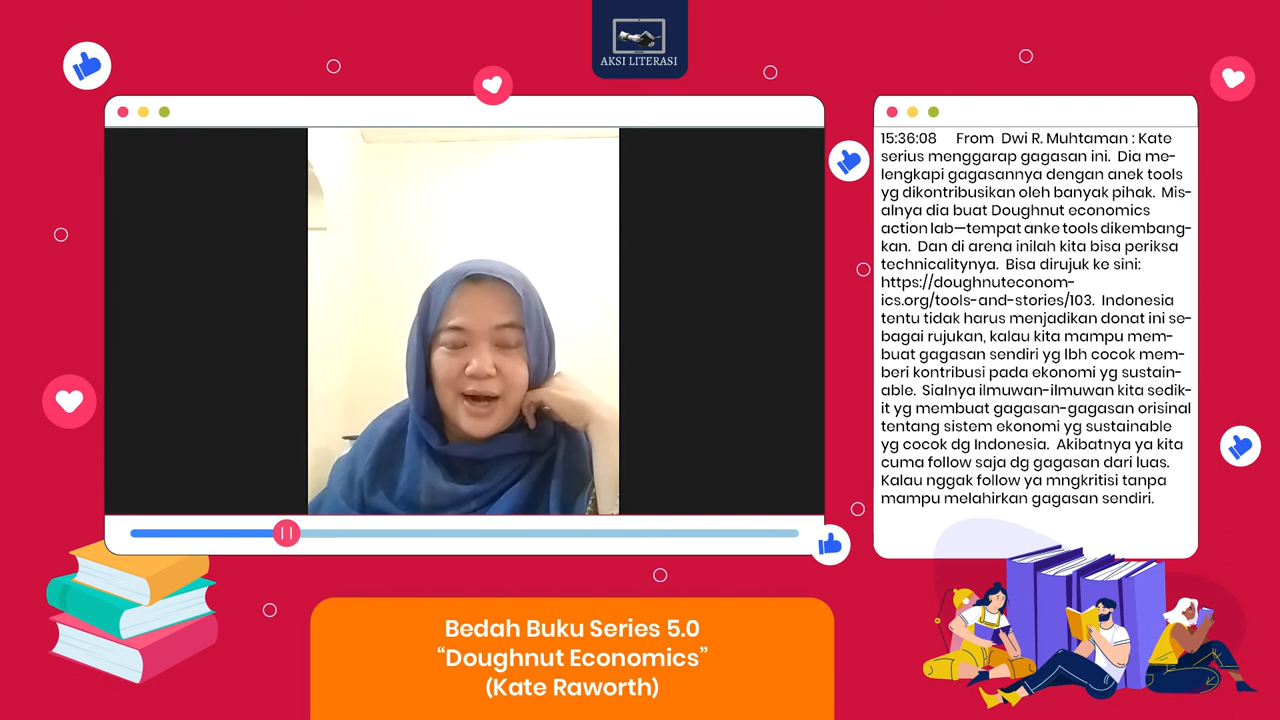 AKSI LITERASI
15:36:08 From Dwi R. Muhtaman : Kate
serius menggarap gagasan ini. Dia me-
lengkapi gagasannya dengan anek tools
yg dikontribusikan oleh banyak pihak. Mis-
alnya dia buat Doughnut economics
action lab—tempat anke tools dikembang-
kan. Dan di arena inilah kita bisa periksa
technicalitynya. Bisa dirujuk ke sini:
https://doughnuteconom-
ics.org/tools-and-stories/103. Indonesia
tentu tidak harus menjadikan donat ini se-
bagai rujukan, kalau kita mampu mem-
buat gagasan sendiri yg lbh cocok mem-
beri kontribusi pada ekonomi yg sustain-
able. Sialnya ilmuwan-ilmuwan kita sedik-
it yg membuat gagasan-gagasan orisinal
tentang sistem ekonomi yg sustainable
yg cocok dg Indonesia. Akibatnya ya kita
cuma follow saja dg gagasan dari luas.
Kalau nggak follow ya mngkritisi tanpa
mampu melahirkan gagasan sendiri.
Bedah Buku Series 5.0
“Doughnut Economics”
(Kate Raworth)